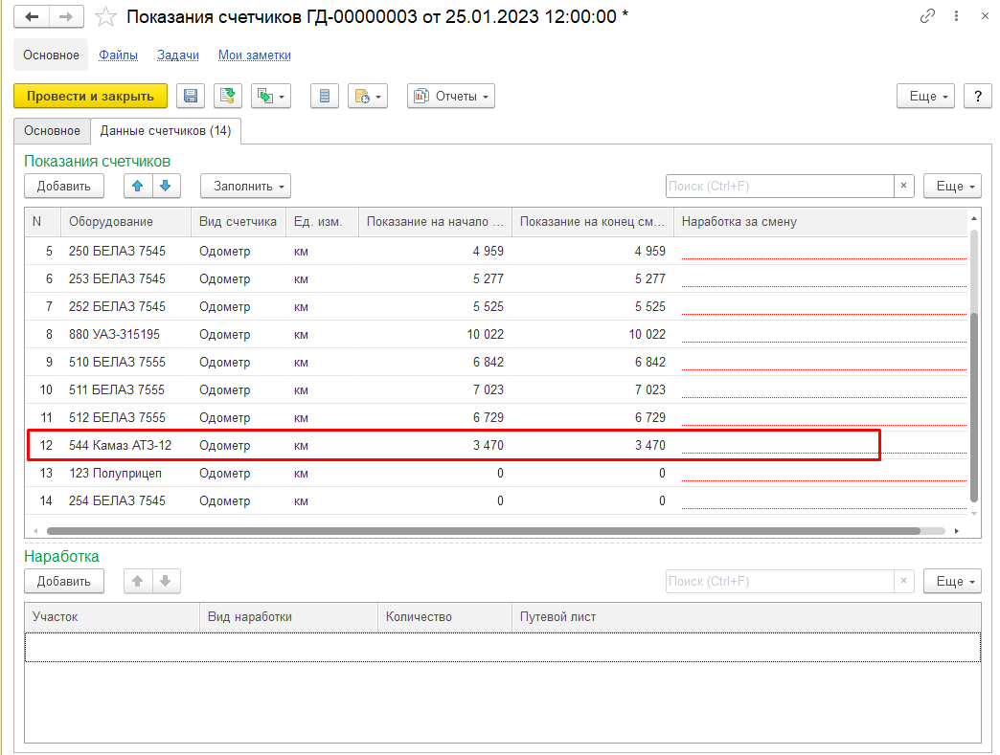 Показания счетчиков ГД-00000003 от 25.01.2023 12:00:00 *
Основное Файлы Задачи Мои заметки
Провести и закрыть Отчеты Еще ?
Основное Данные счетчиков (14)
Показания счетчиков
Добавить Заполнить Поиск (Ctrl+F) × Еще
N Оборудование Вид счетчика Ед. изм. Показание на начало ... Показание на конец см... Наработка за смену
5 250 БЕЛАЗ 7545 Одометр км 4 959 4 959
6 253 БЕЛАЗ 7545 Одометр км 5 277 5 277
7 252 БЕЛАЗ 7545 Одометр км 5 525 5 525
8 880 УАЗ-315195 Одометр км 10 022 10 022
9 510 БЕЛАЗ 7555 Одометр км 6 842 6 842
10 511 БЕЛАЗ 7555 Одометр км 7 023 7 023
11 512 БЕЛАЗ 7555 Одометр км 6 729 6 729
12 544 Камаз АТЗ-12 Одометр км 3 470 3 470
13 123 Полуприцеп Одометр км 0 0
14 254 БЕЛАЗ 7545 Одометр км 0 0
Наработка
Добавить Поиск (Ctrl+F) × Еще
Участок Вид наработки Количество Путевой лист